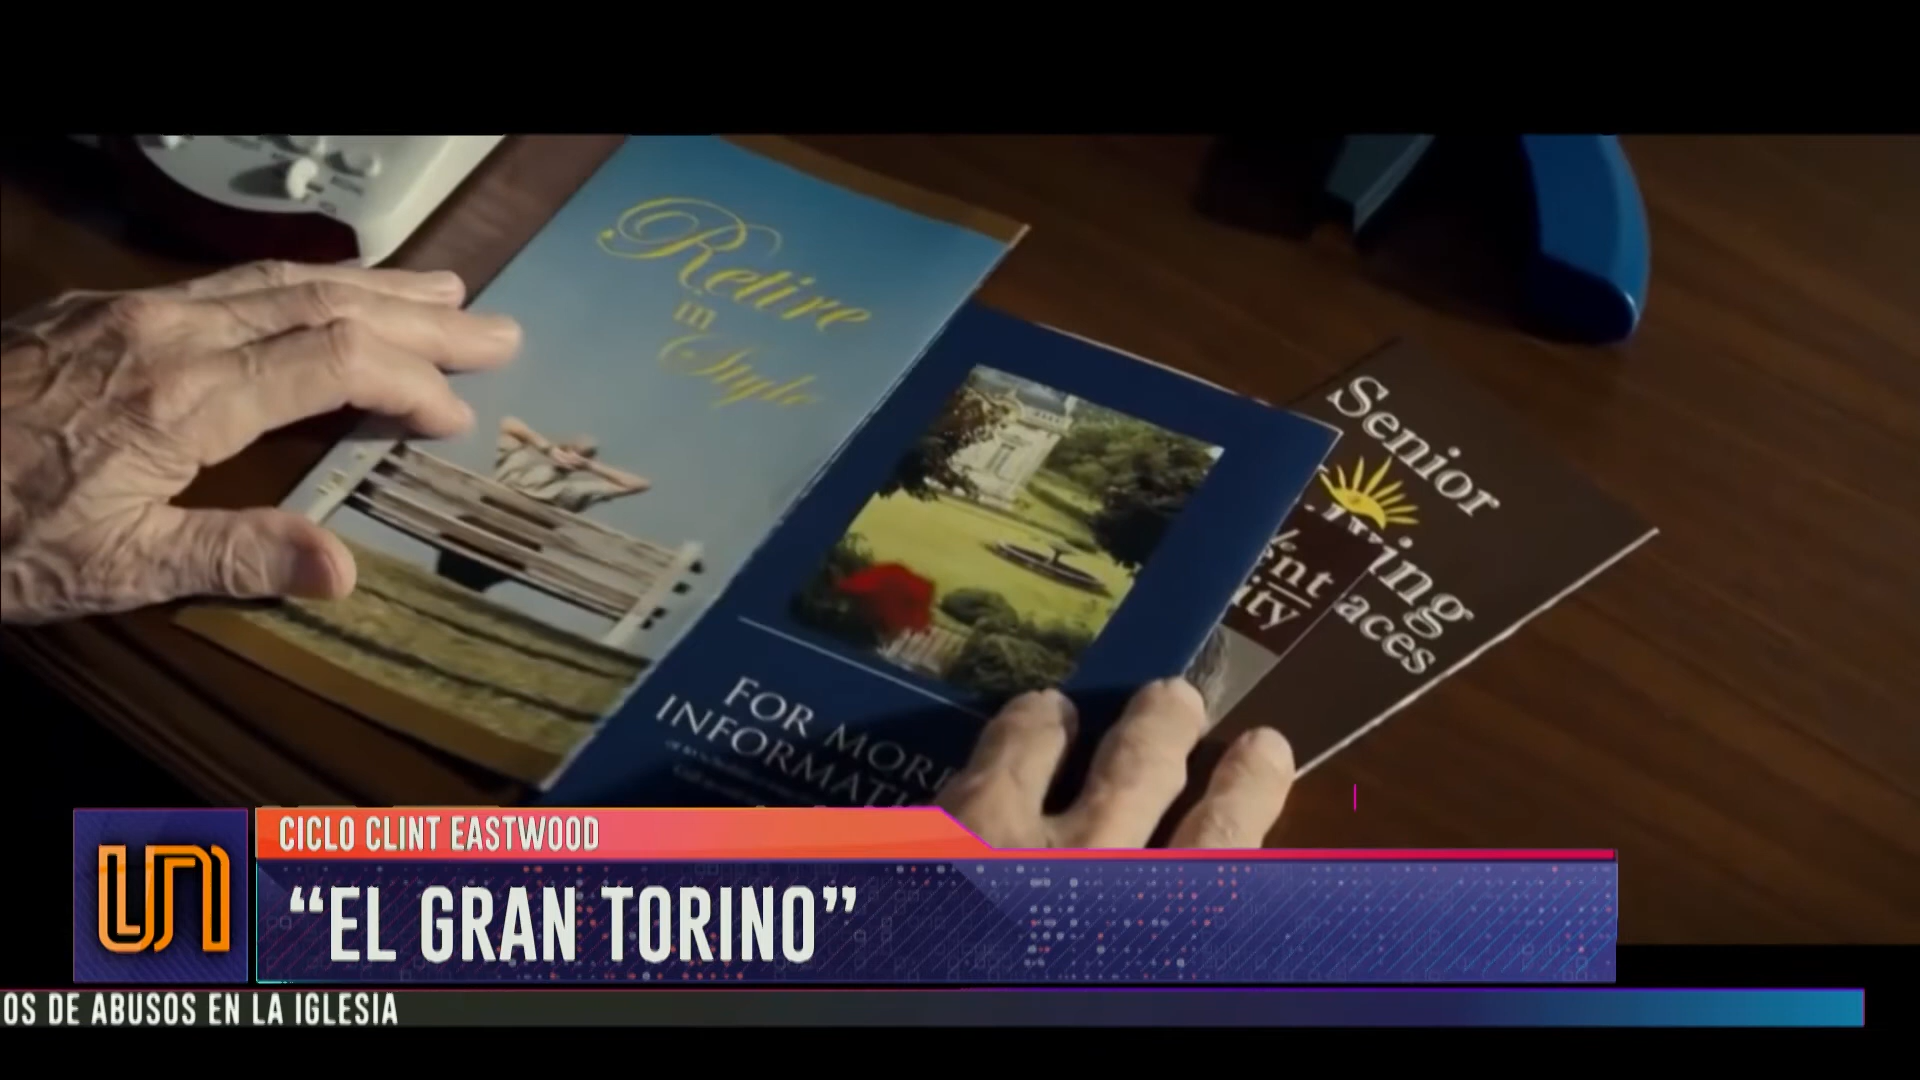 Retire
in
Style
Senior
Living
ent
aces
ity
FOR MORE
INFORMATI
CICLO CLINT EASTWOOD
UN
“EL GRAN TORINO”
OS DE ABUSOS EN LA IGLESIA